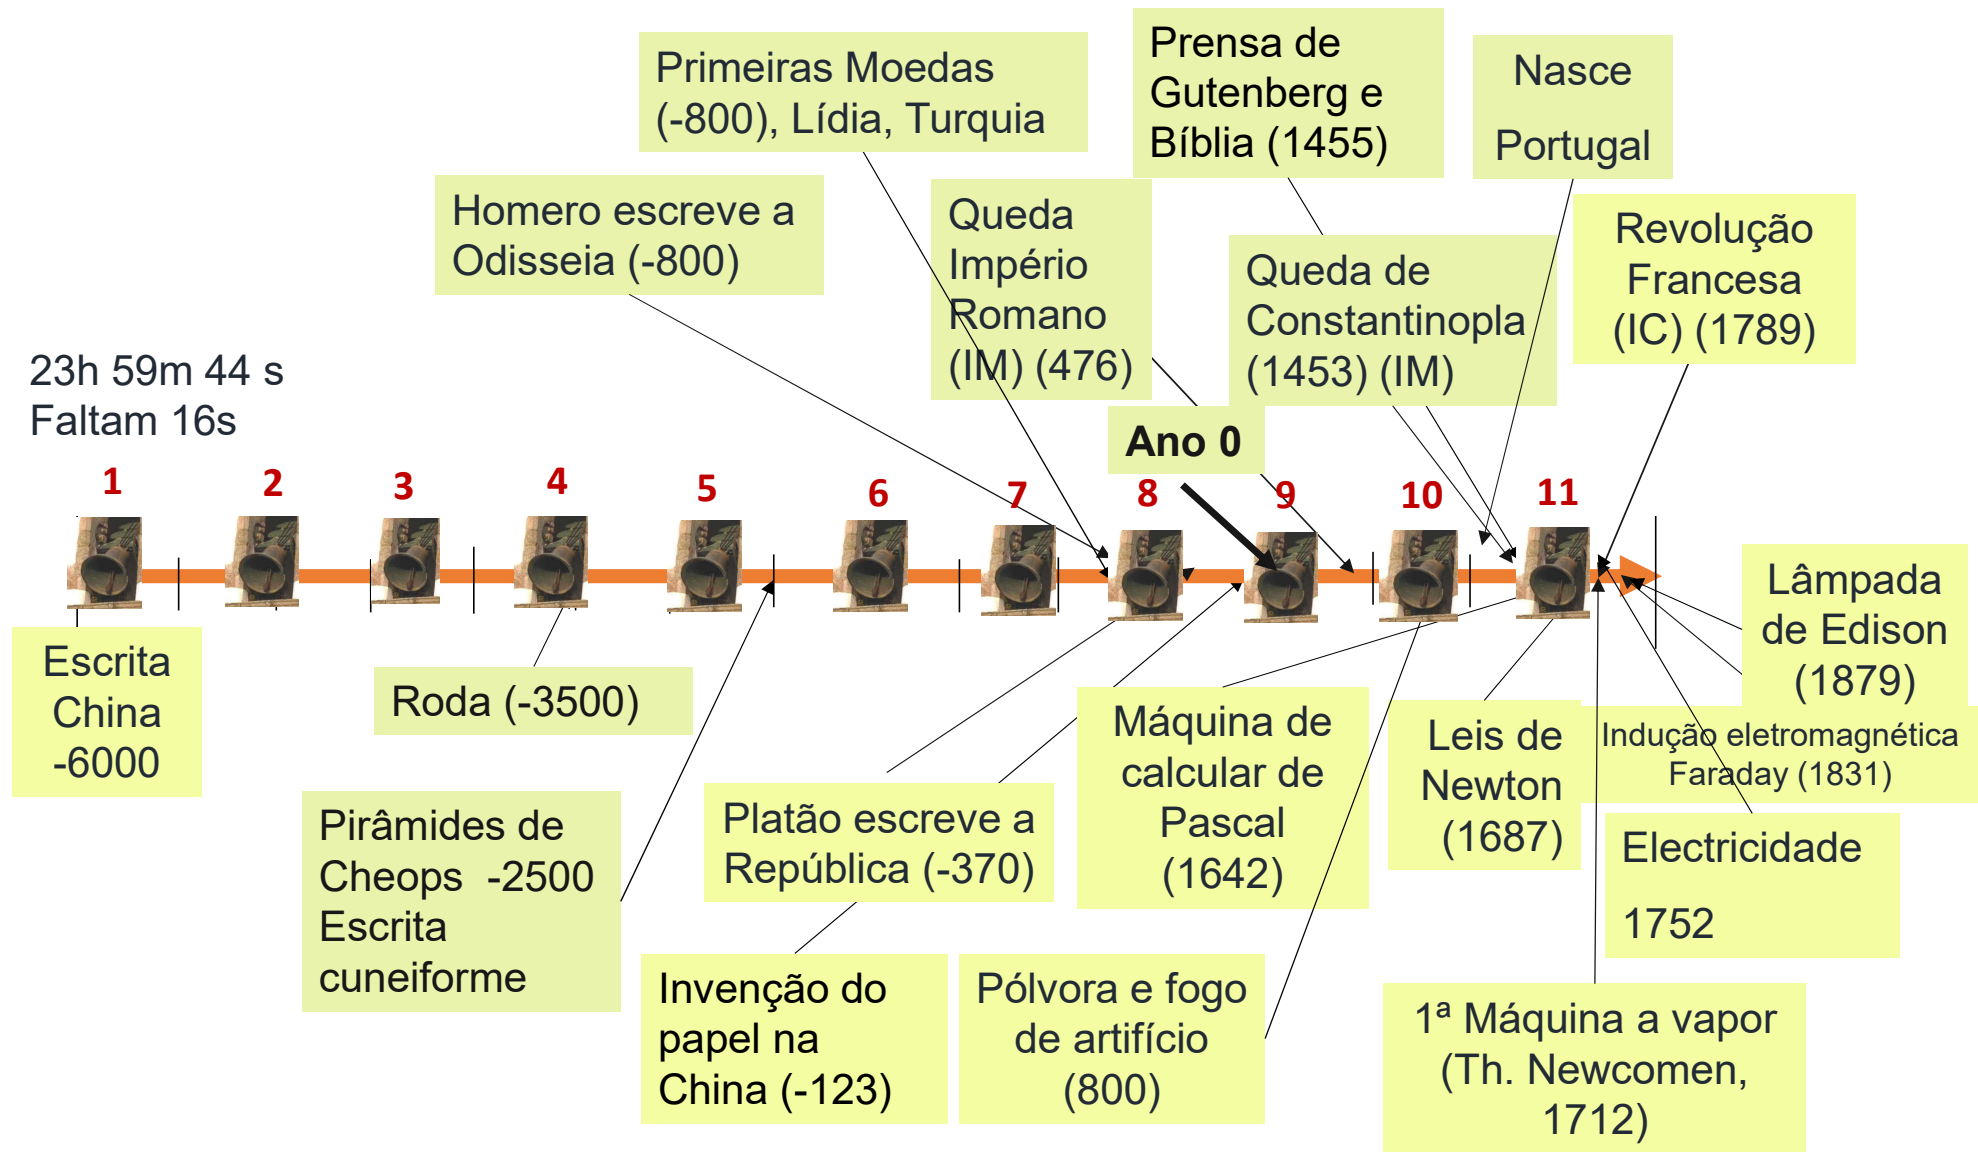 Primeiras Moedas
(-800), Lídia, Turquia
Prensa de
Gutenberg e
Bíblia (1455)
Nasce
Portugal
Homero escreve a
Odisseia (-800)
Queda
Império
Romano
(IM) (476)
Queda de
Constantinopla
(1453) (IM)
Revolução
Francesa
(IC) (1789)
23h 59m 44 s
Faltam 16s
Ano 0
1
2
3
4
5
6
7
8
9
10
11
Escrita
China
-6000
Roda (-3500)
Pirâmides de
Cheops -2500
Escrita
cuneiforme
Platão escreve a
República (-370)
Invenção do
papel na
China (-123)
Pólvora e fogo
de artifício
(800)
Máquina de
calcular de
Pascal
(1642)
Leis de
Newton
(1687)
Lâmpada
de Edison
(1879)
Indução eletromagnética
Faraday (1831)
Electricidade
1752
1ª Máquina a vapor
(Th. Newcomen,
1712)